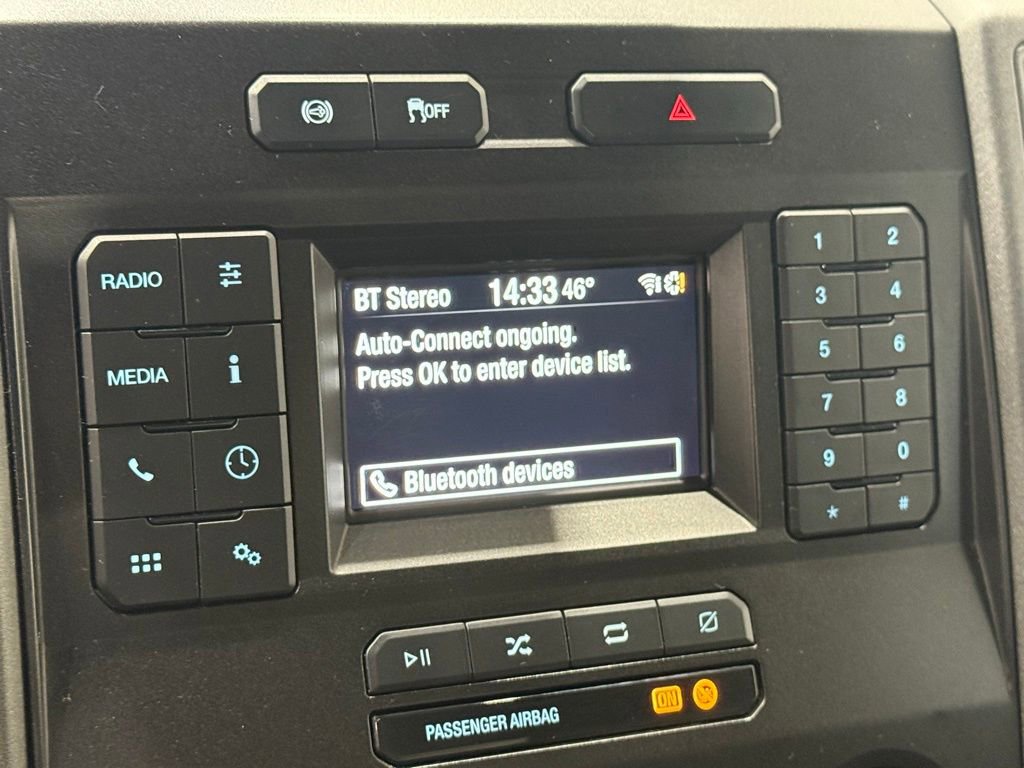 OFF
RADIO
MEDIA
i
BT Stereo 14:33 46°
Auto-Connect ongoing.
Press OK to enter device list.
Bluetooth devices
1 2
3 4
5 6
7 8
9 0
* #
PASSENGER AIRBAG ON